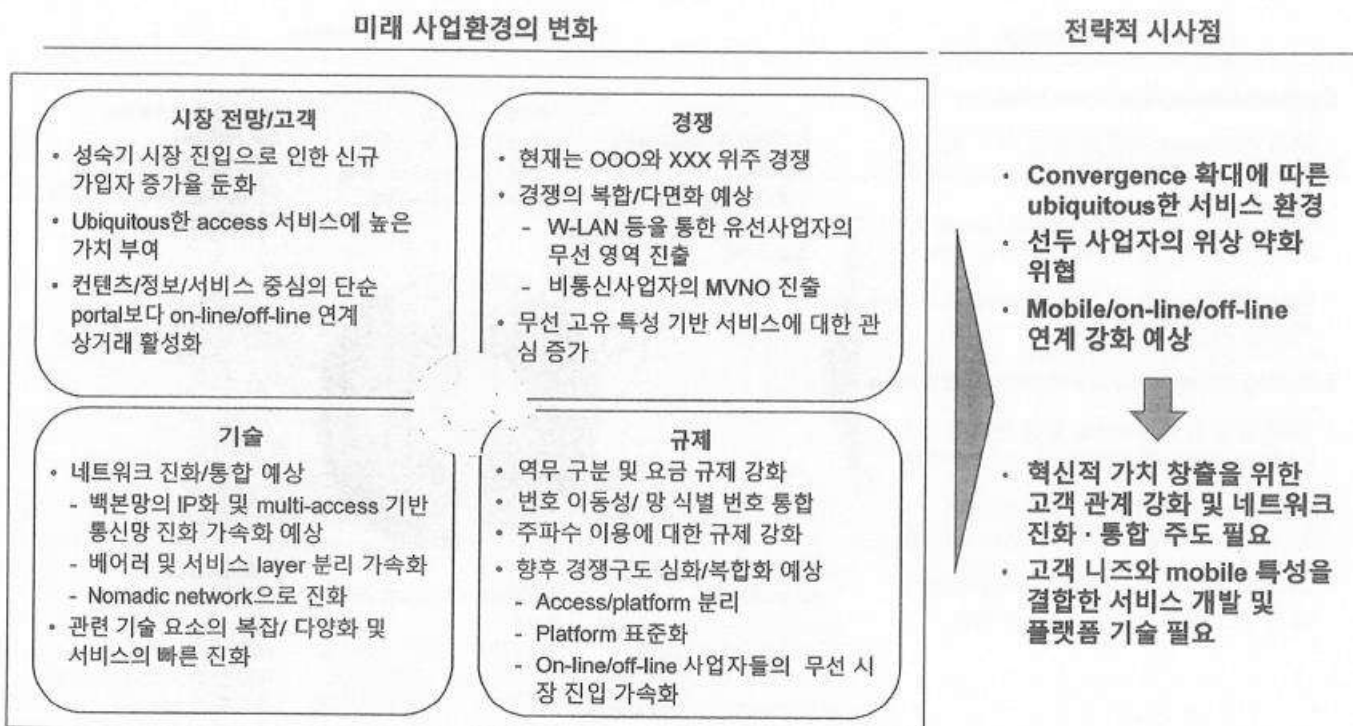 미래 사업환경의 변화
전략적 시사점
시장 전망/고객
• 성숙기 시장 진입으로 인한 신규
가입자 증가율 둔화
• Ubiquitous한 access 서비스에 높은
가치 부여
• 컨텐츠/정보/서비스 중심의 단순
portal보다 on-line/off-line 연계
상거래 활성화
경쟁
• 현재는 OOO와 XXX 위주 경쟁
• 경쟁의 복합/다면화 예상
- W-LAN 등을 통한 유선사업자의
무선 영역 진출
- 비통신사업자의 MVNO 진출
• 무선 고유 특성 기반 서비스에 대한 관
심 증가
기술
• 네트워크 진화/통합 예상
- 백본망의 IP화 및 multi-access 기반
통신망 진화 가속화 예상
- 베어러 및 서비스 layer 분리 가속화
- Nomadic network으로 진화
• 관련 기술 요소의 복잡/ 다양화 및
서비스의 빠른 진화
규제
• 역무 구분 및 요금 규제 강화
• 번호 이동성/ 망 식별 번호 통합
• 주파수 이용에 대한 규제 강화
• 향후 경쟁구도 심화/복합화 예상
- Access/platform 분리
- Platform 표준화
- On-line/off-line 사업자들의 무선 시
장 진입 가속화
• Convergence 확대에 따른
ubiquitous한 서비스 환경
• 선두 사업자의 위상 약화
위협
• Mobile/on-line/off-line
연계 강화 예상
• 혁신적 가치 창출을 위한
고객 관계 강화 및 네트워크
진화 · 통합 주도 필요
• 고객 니즈와 mobile 특성을
결합한 서비스 개발 및
플랫폼 기술 필요